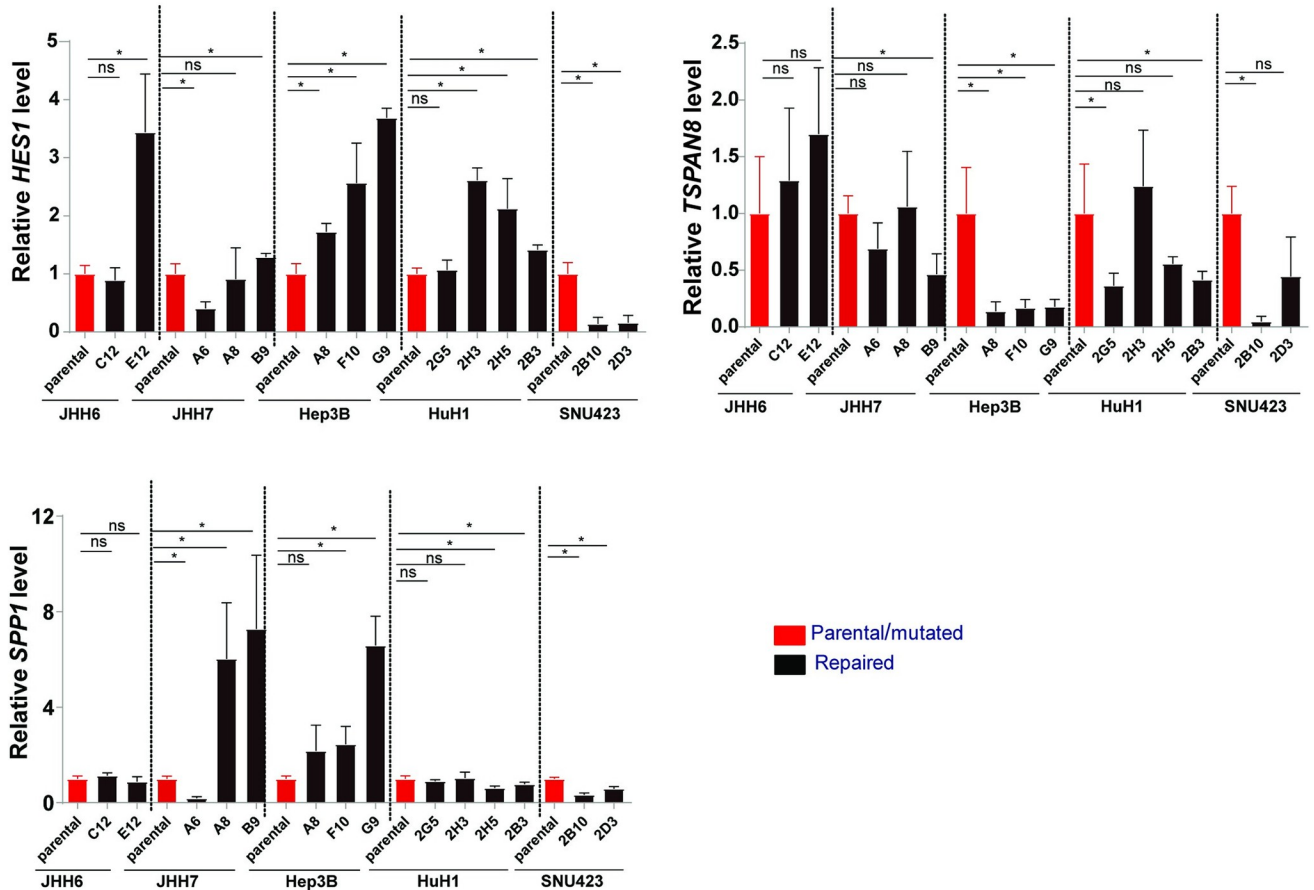 Relative HES1 level
5
4
3
2
1
0
*
ns
*
ns
*
*
*
*
*
*
*
ns
*
*
parental
C12
E12
parental
A6
A8
B9
parental
A8
F10
G9
parental
2G5
2H3
2H5
2B3
parental
2B10
2D3
JHH6
JHH7
Hep3B
HuH1
SNU423
Relative TSPAN8 level
2.5
2.0
1.5
1.0
0.5
0.0
ns
ns
*
ns
ns
*
*
*
*
ns
ns
*
ns
*
parental
C12
E12
parental
A6
A8
B9
parental
A8
F10
G9
parental
2G5
2H3
2H5
2B3
parental
2B10
2D3
JHH6
JHH7
Hep3B
HuH1
SNU423
Relative SPP1 level
12
8
4
0
ns
ns
*
*
*
*
*
ns
*
*
ns
ns
*
*
parental
C12
E12
parental
A6
A8
B9
parental
A8
F10
G9
parental
2G5
2H3
2H5
2B3
parental
2B10
2D3
JHH6
JHH7
Hep3B
HuH1
SNU423
Parental/mutated
Repaired